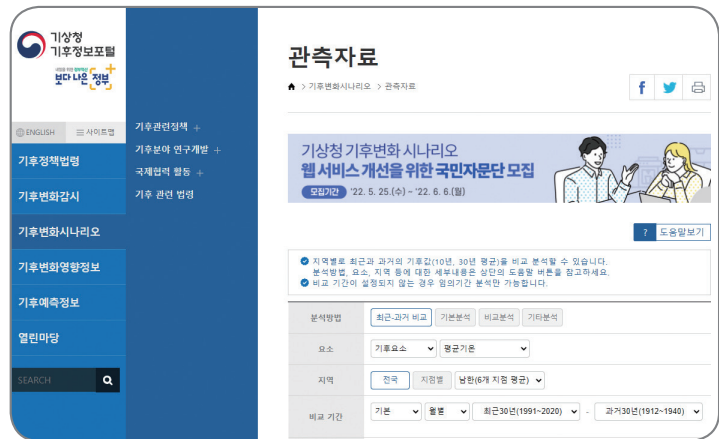 기상청
기후정보포털
보다나은 정부
ENGLISH
사이트맵
기후정책법령
기후변화감시
기후변화시나리오
기후변화영향정보
기후예측정보
열린마당
SEARCH
기후관련정책 +
기후분야 연구개발 +
국제협력 활동 +
기후 관련 법령
관측자료
> 기후변화시나리오 > 관측자료
기상청 기후변화 시나리오
웹 서비스 개선을 위한 국민자문단 모집
모집기간 '22. 5. 25.(수) ~ '22. 6. 6.(월)
? 도움말보기
지역별로 최근과 과거의 기후값(10년, 30년 평균)을 비교 분석할 수 있습니다.
분석방법, 요소, 지역 등에 대한 세부내용은 상단의 도움말 버튼을 참고하세요.
비교 기간이 설정되지 않는 경우 임의기간 분석만 가능합니다.
분석방법 최근-과거 비교 기본분석 비교분석 기타분석
요소 기후요소 평균기온
지역 전국 지점별 남한(6개 지점 평균)
비교 기간 기본 월별 최근30년(1991~2020) - 과거30년(1912~1940)